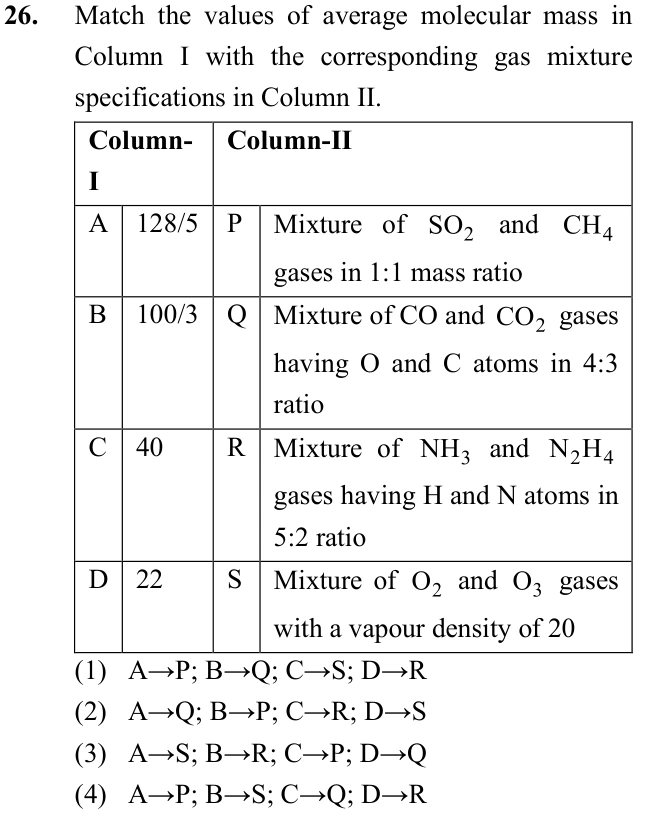 26. Match the values of average molecular mass in
Column I with the corresponding gas mixture
specifications in Column II.
Column- Column-II
I
A 128/5 P Mixture of SO₂ and CH₄
gases in 1:1 mass ratio
B 100/3 Q Mixture of CO and CO₂ gases
having O and C atoms in 4:3
ratio
C 40 R Mixture of NH₃ and N₂H₄
gases having H and N atoms in
5:2 ratio
D 22 S Mixture of O₂ and O₃ gases
with a vapour density of 20
(1) A→P; B→Q; C→S; D→R
(2) A→Q; B→P; C→R; D→S
(3) A→S; B→R; C→P; D→Q
(4) A→P; B→S; C→Q; D→R